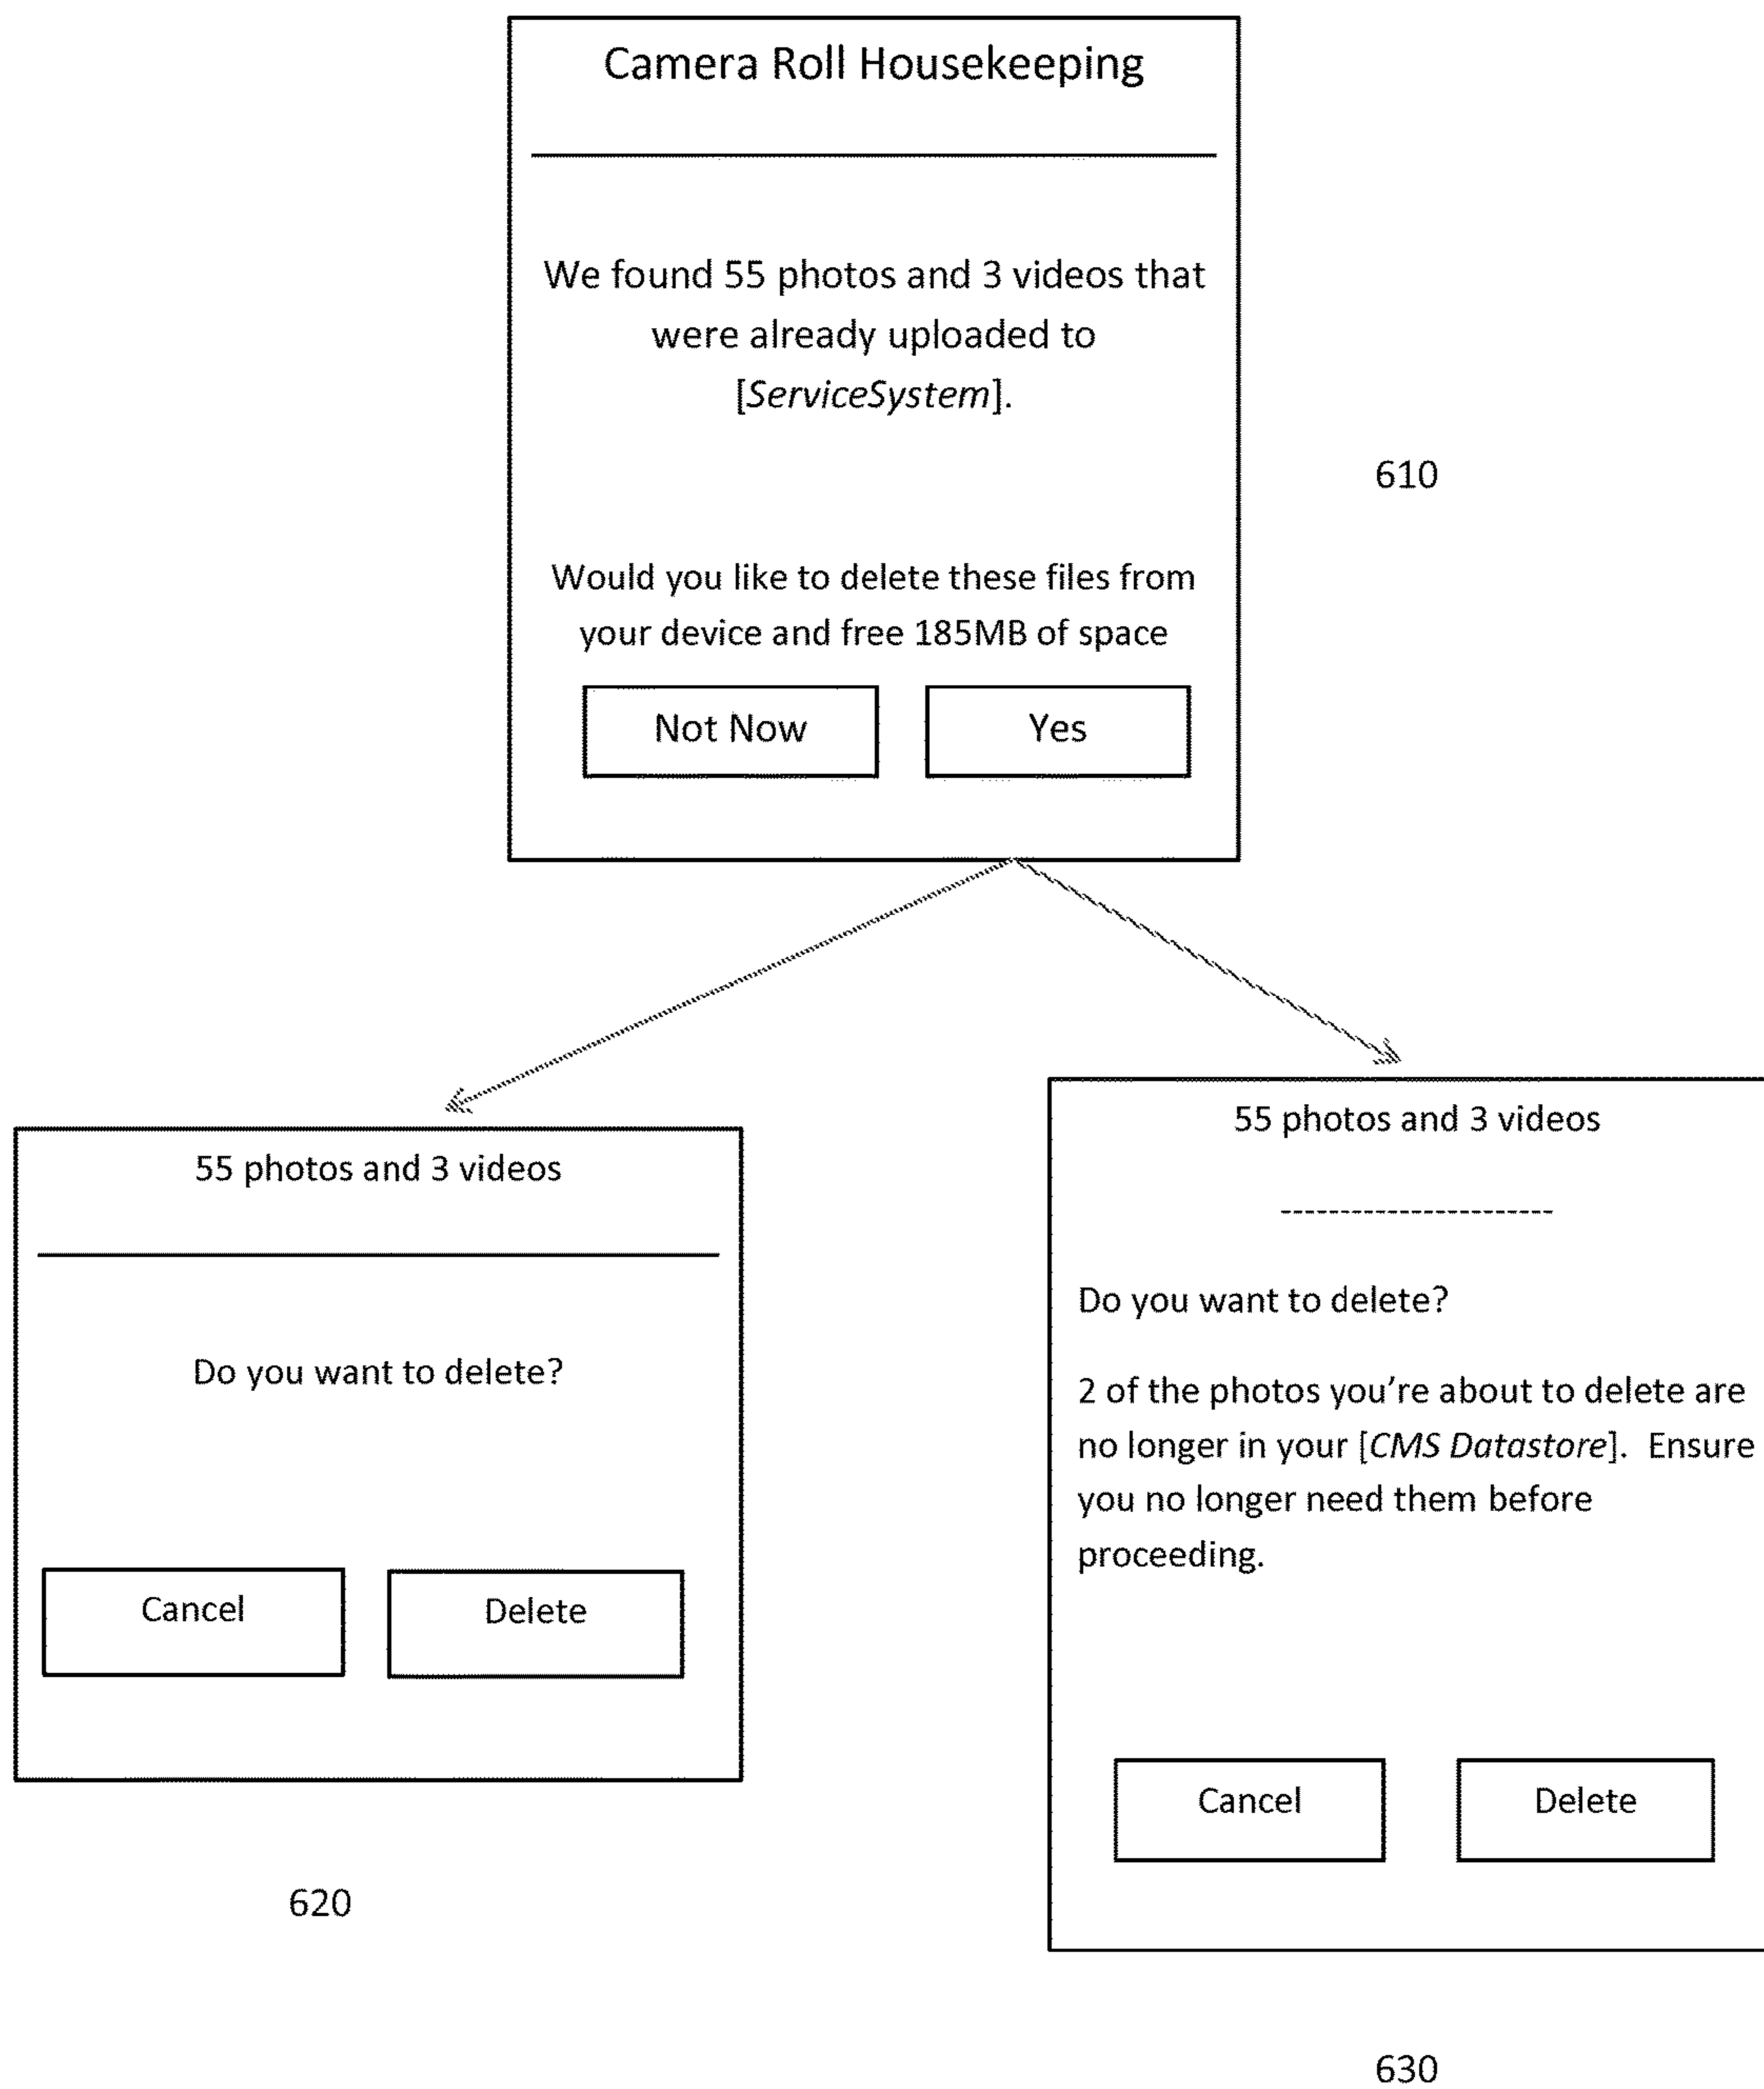 Camera Roll Housekeeping
We found 55 photos and 3 videos that
were already uploaded to
[ServiceSystem].
610
Would you like to delete these files from
your device and free 185MB of space
Not Now
Yes
55 photos and 3 videos
Do you want to delete?
Cancel
Delete
620
55 photos and 3 videos
----------------------
Do you want to delete?
2 of the photos you're about to delete are
no longer in your [CMS Datastore].  Ensure
you no longer need them before
proceeding.
Cancel
Delete
630